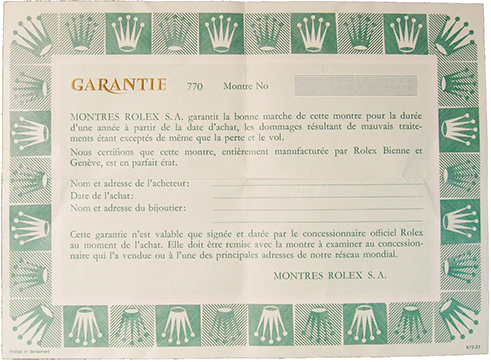 GARANTIE 770 Montre No
MONTRES ROLEX S.A. garantit la bonne marche de cette montre pour la durée
d'une année à partir de la date d'achat, les dommages résultant de mauvais traite-
ments étant exceptés de même que la perte et le vol.
Nous certifions que cette montre, entièrement manufacturée par Rolex Bienne et
Genève, est en parfait état.
Nom et adresse de l'acheteur:
Date de l'achat:
Nom et adresse du bijoutier:
Cette garantie n'est valable que signée et datée par le concessionnaire officiel Rolex
au moment de l'achat. Elle doit être remise avec la montre à examiner au concession-
naire qui l'a vendue ou à l'une des principales adresses de notre réseau mondial.
MONTRES ROLEX S.A.
Printed in Switzerland
572.27